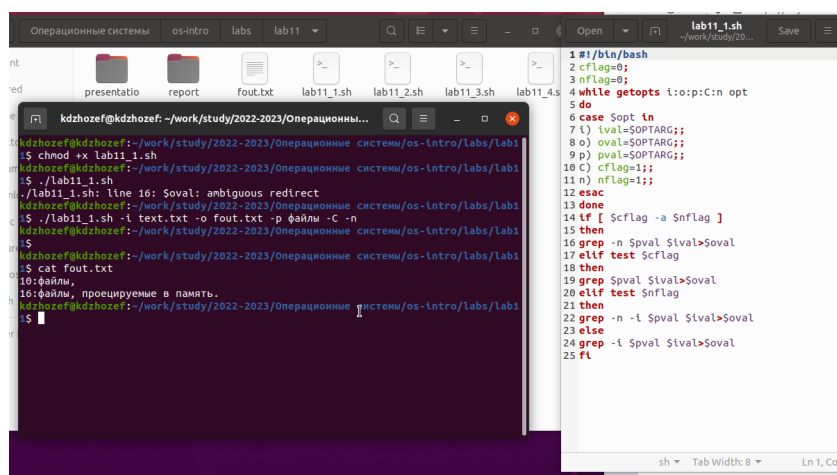 Операционные системы os-intro labs lab11
presentatio report fout.txt lab11_1.sh lab11_2.sh lab11_3.sh lab11_4.s
kdzhozef@kdzhozef: ~/work/study/2022-2023/Операционны...
kdzhozef@kdzhozef:~/work/study/2022-2023/Операционные системы/os-intro/labs/lab1
1$ chmod +x lab11_1.sh
kdzhozef@kdzhozef:~/work/study/2022-2023/Операционные системы/os-intro/labs/lab1
1$ ./lab11_1.sh
./lab11_1.sh: line 16: $oval: ambiguous redirect
kdzhozef@kdzhozef:~/work/study/2022-2023/Операционные системы/os-intro/labs/lab1
1$ ./lab11_1.sh -i text.txt -o fout.txt -p файлы -C -n
kdzhozef@kdzhozef:~/work/study/2022-2023/Операционные системы/os-intro/labs/lab1
1$
kdzhozef@kdzhozef:~/work/study/2022-2023/Операционные системы/os-intro/labs/lab1
1$ cat fout.txt
10:файлы,
16:файлы, проецируемые в память.
kdzhozef@kdzhozef:~/work/study/2022-2023/Операционные системы/os-intro/labs/lab1
1$
Open lab11_1.sh Save
~/work/study/20...
1 #!/bin/bash
2 cflag=0;
3 nflag=0;
4 while getopts i:o:p:C:n opt
5 do
6 case $opt in
7 i) ival=$OPTARG;;
8 o) oval=$OPTARG;;
9 p) pval=$OPTARG;;
10 C) cflag=1;;
11 n) nflag=1;;
12 esac
13 done
14 if [ $cflag -a $nflag ]
15 then
16 grep -n $pval $ival>$oval
17 elif test $cflag
18 then
19 grep $pval $ival>$oval
20 elif test $nflag
21 then
22 grep -n -i $pval $ival>$oval
23 else
24 grep -i $pval $ival>$oval
25 fi
sh Tab Width: 8 Ln 1, Co